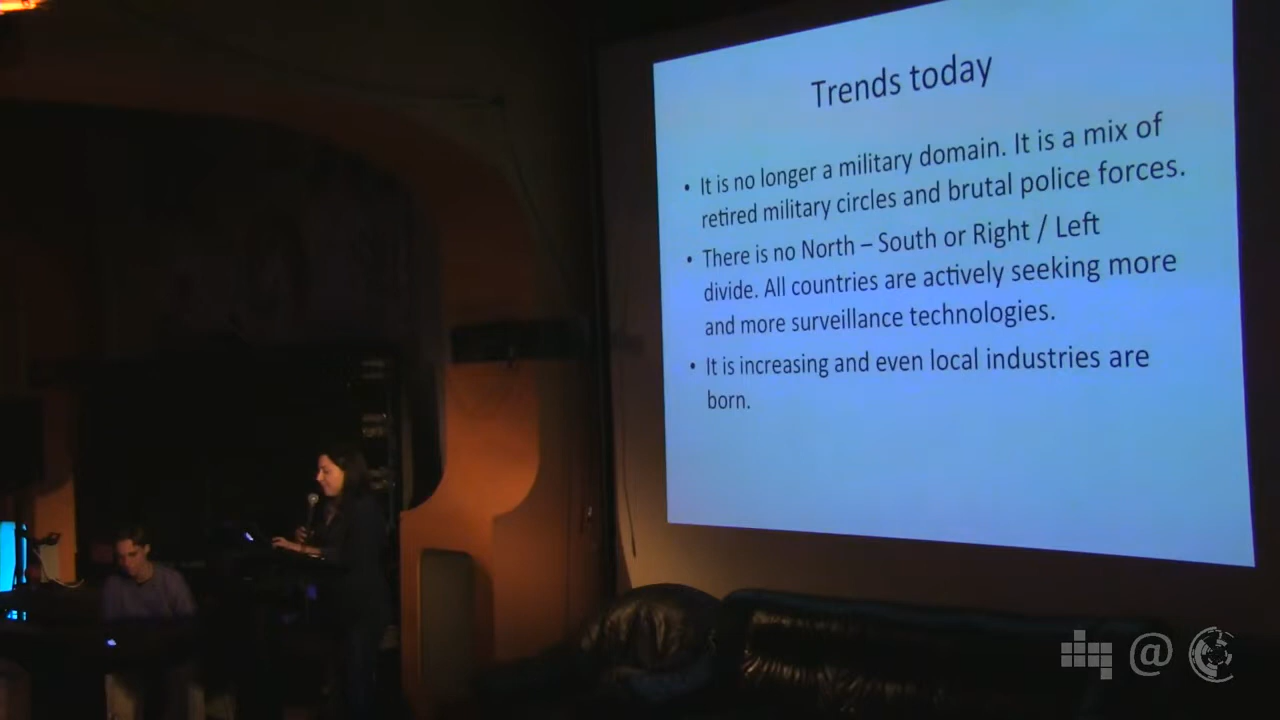 Trends today
• It is no longer a military domain. It is a mix of
retired military circles and brutal police forces.
• There is no North – South or Right / Left
divide. All countries are actively seeking more
and more surveillance technologies.
• It is increasing and even local industries are
born.
@